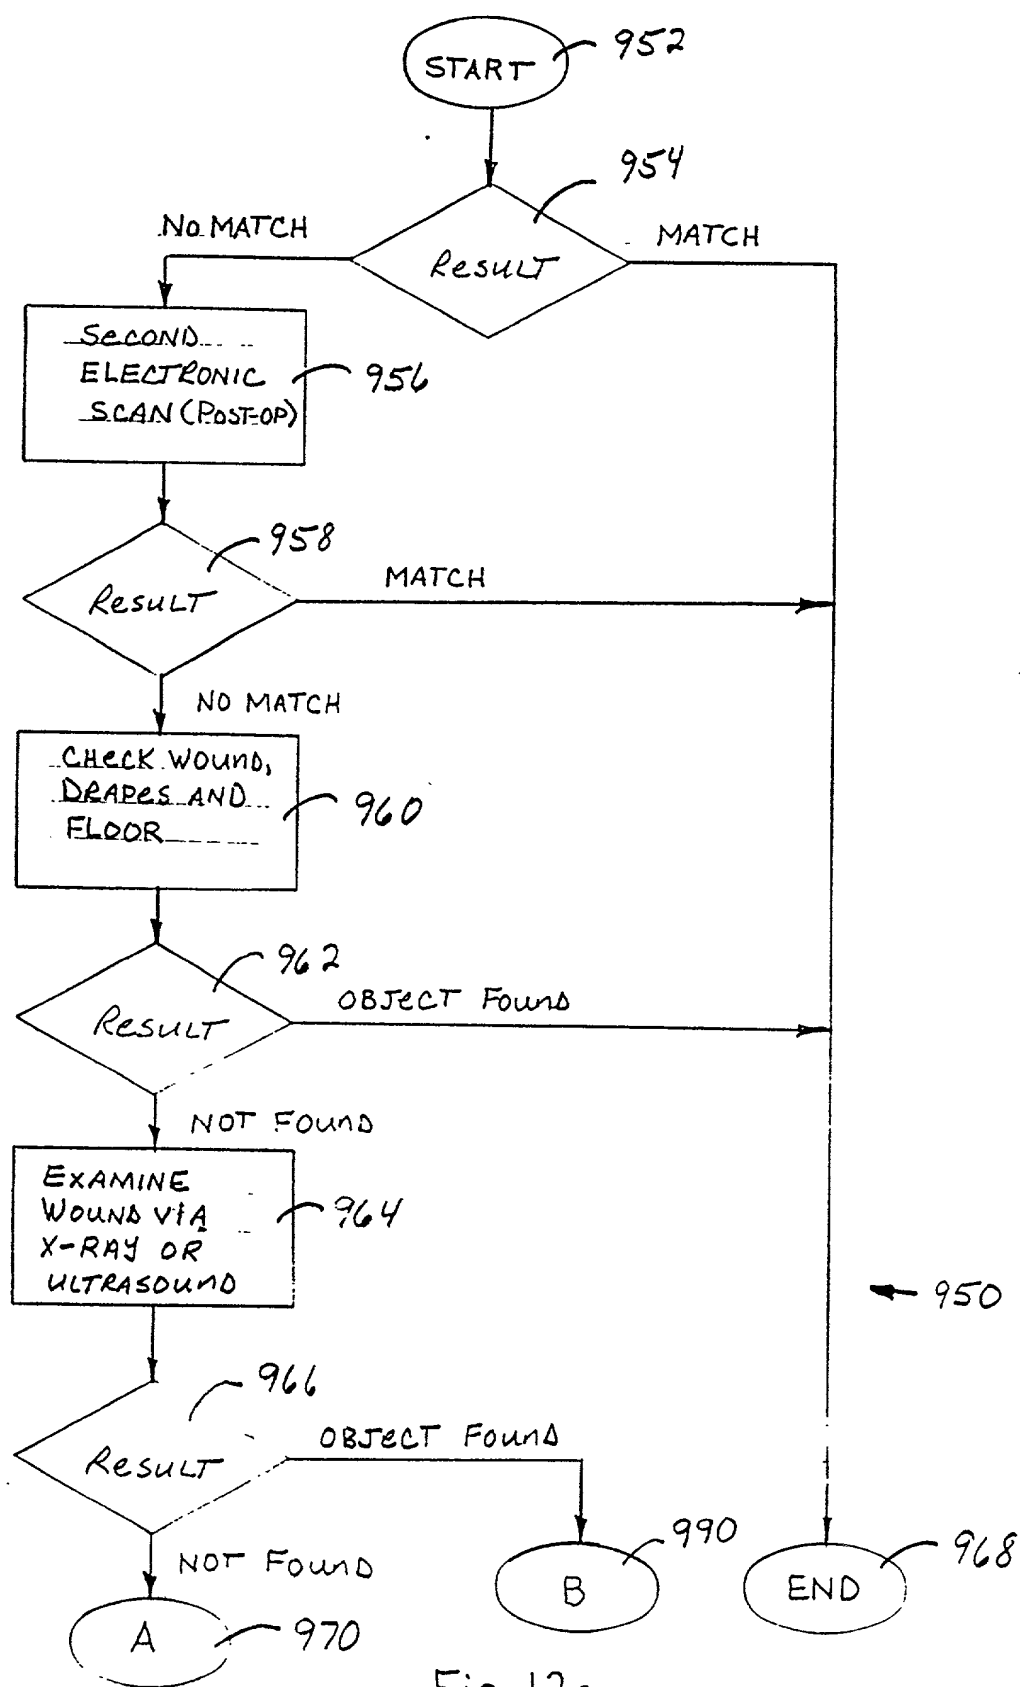 START
952
954
NO MATCH
MATCH
RESULT
SECOND
ELECTRONIC
SCAN (POST-OP)
956
958
MATCH
RESULT
NO MATCH
CHECK WOUND,
DRAPES AND
FLOOR
960
962
OBJECT FOUND
RESULT
NOT FOUND
EXAMINE
WOUND VIA
X-RAY OR
ULTRASOUND
964
950
966
OBJECT FOUND
RESULT
990
968
NOT FOUND
B
END
A
970
Fig. 12a